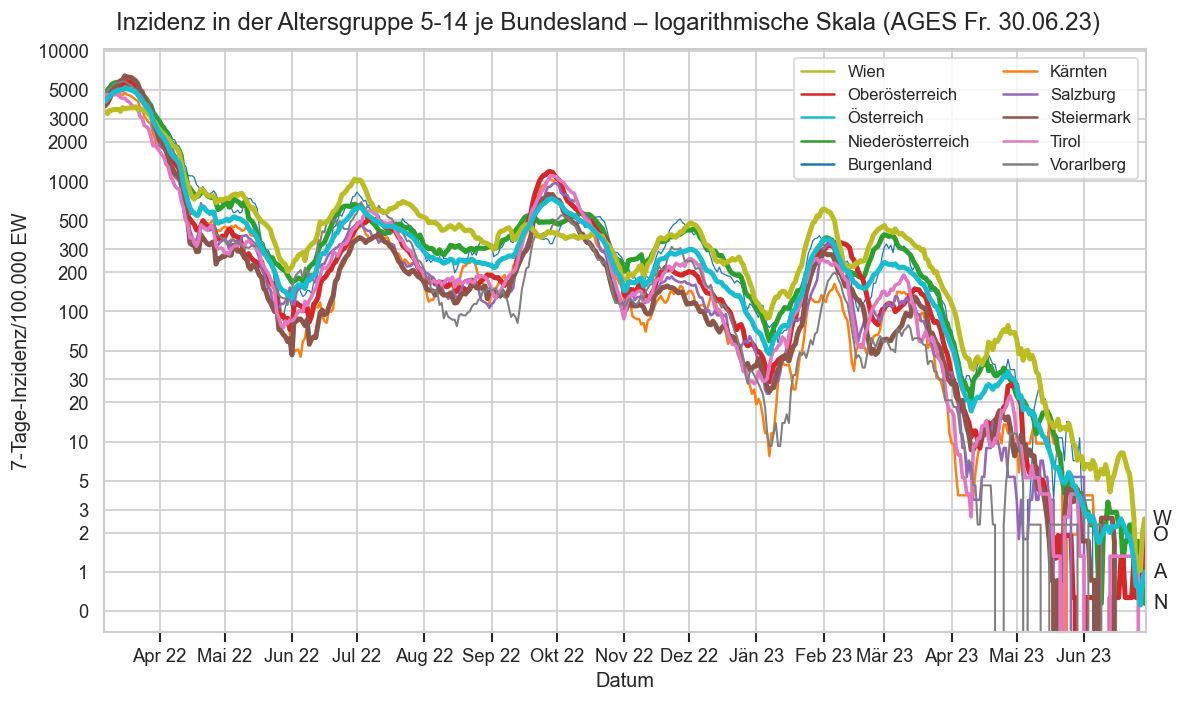 Inzidenz in der Altersgruppe 5-14 je Bundesland – logarithmische Skala (AGES Fr. 30.06.23)
Wien
Oberösterreich
Österreich
Niederösterreich
Burgenland
Kärnten
Salzburg
Steiermark
Tirol
Vorarlberg
7-Tage-Inzidenz/100.000 EW
10000
5000
3000
2000
1000
500
300
200
100
50
30
20
10
5
3
2
1
0
W
O
A
N
Apr 22 Mai 22 Jun 22 Jul 22 Aug 22 Sep 22 Okt 22 Nov 22 Dez 22 Jän 23 Feb 23 Mär 23 Apr 23 Mai 23 Jun 23
Datum